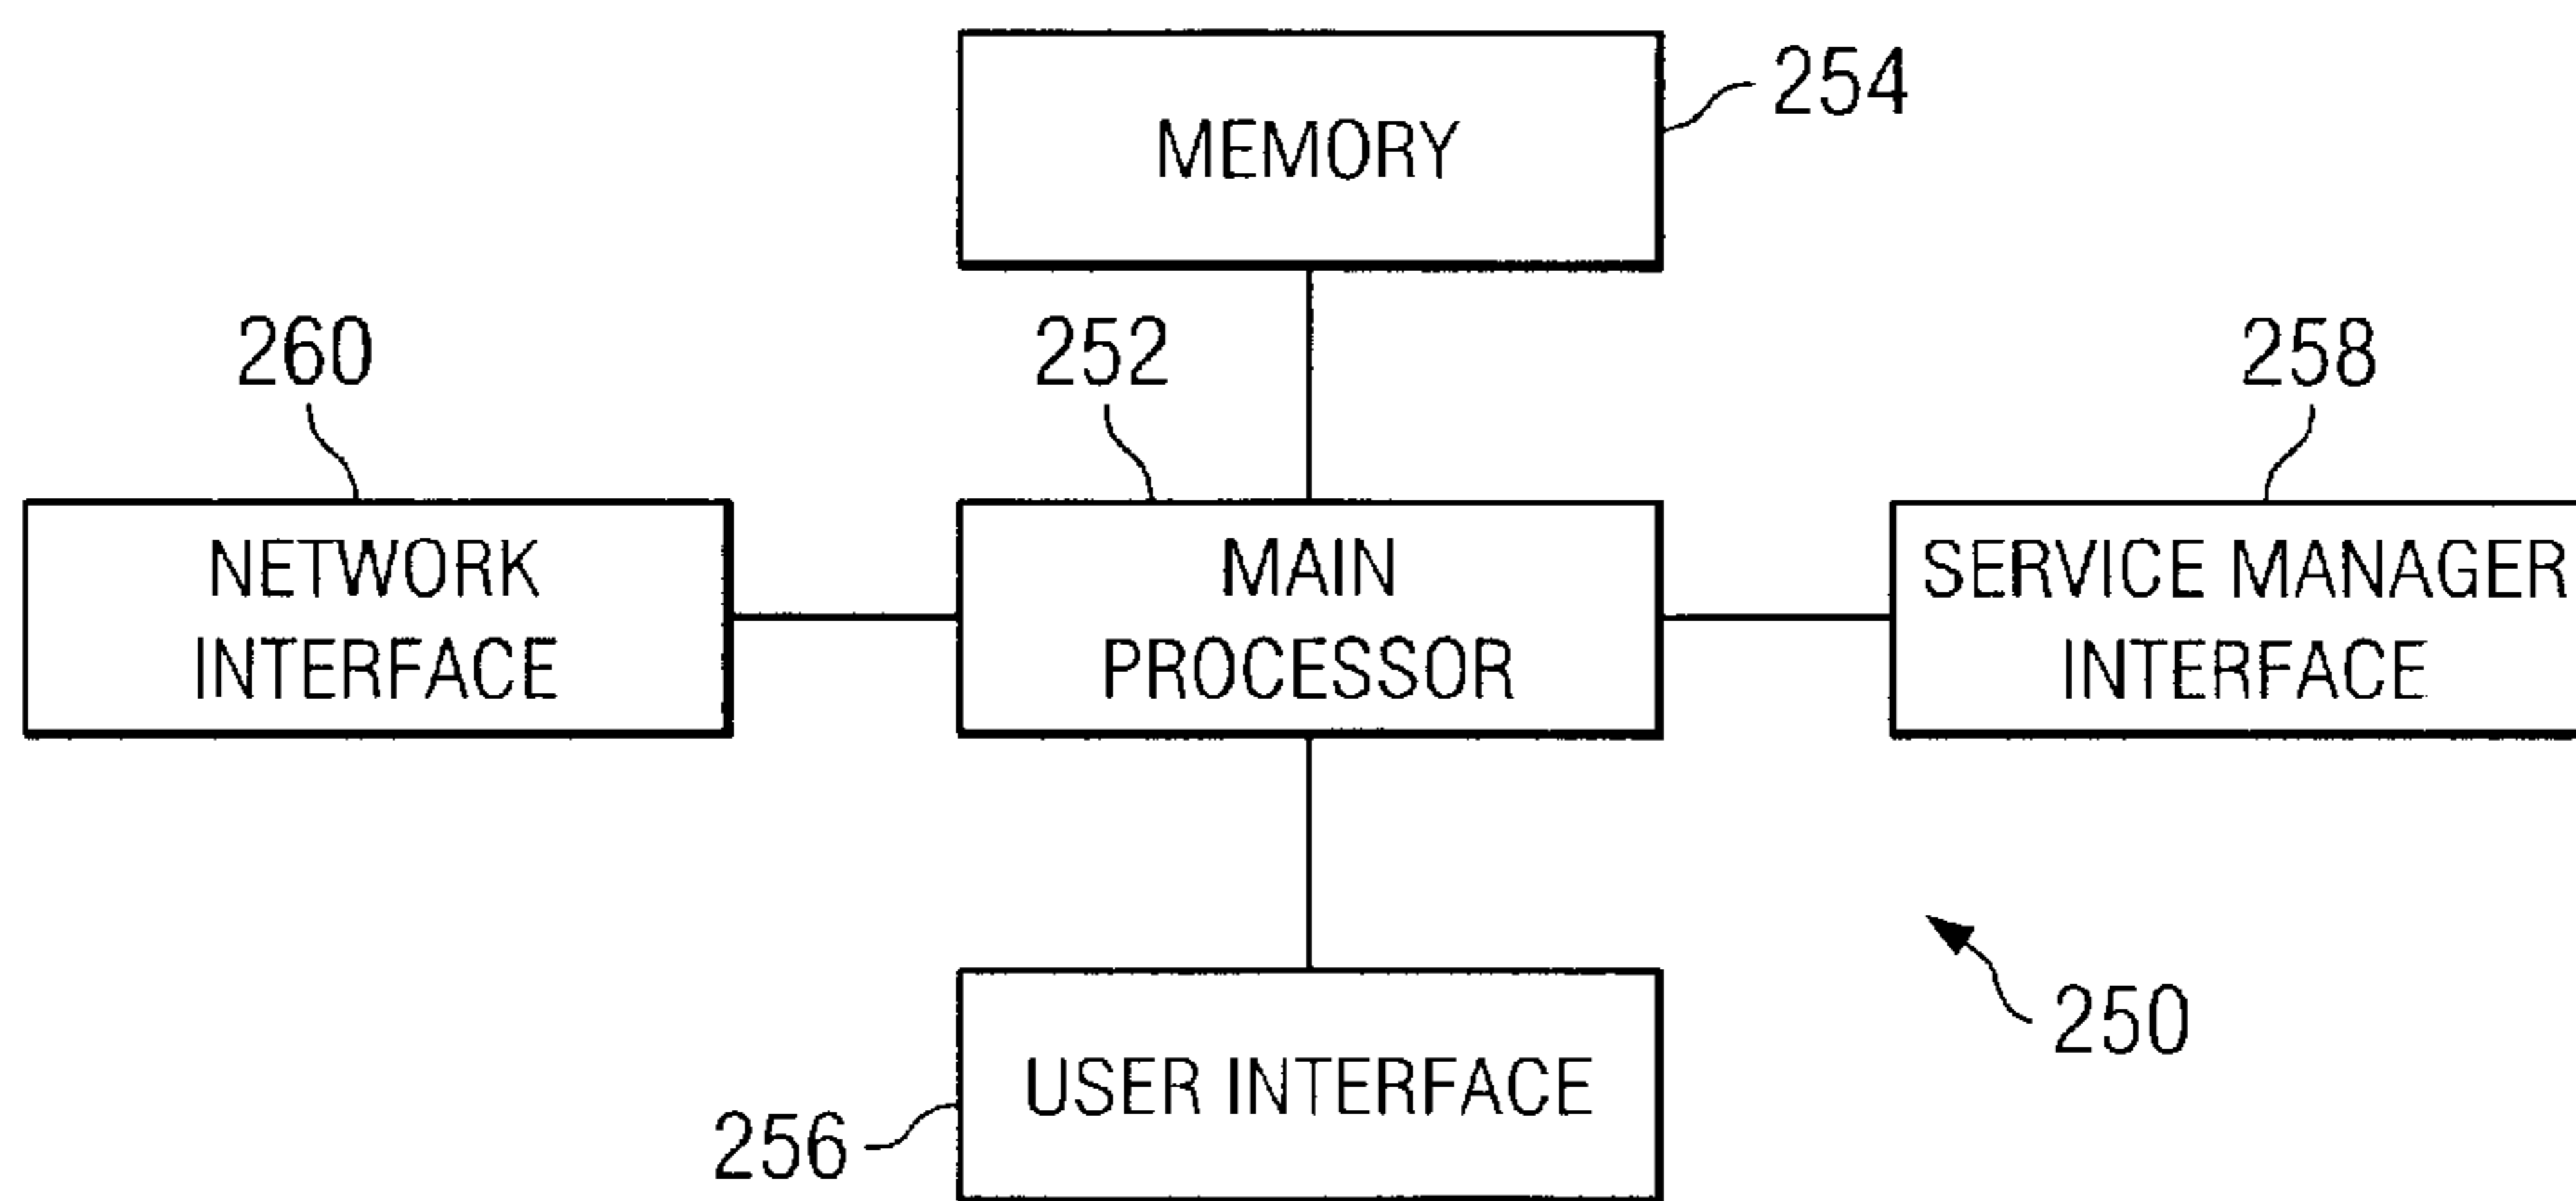 MEMORY
254
260
252
258
NETWORK
INTERFACE
MAIN
PROCESSOR
SERVICE MANAGER
INTERFACE
250
USER INTERFACE
256